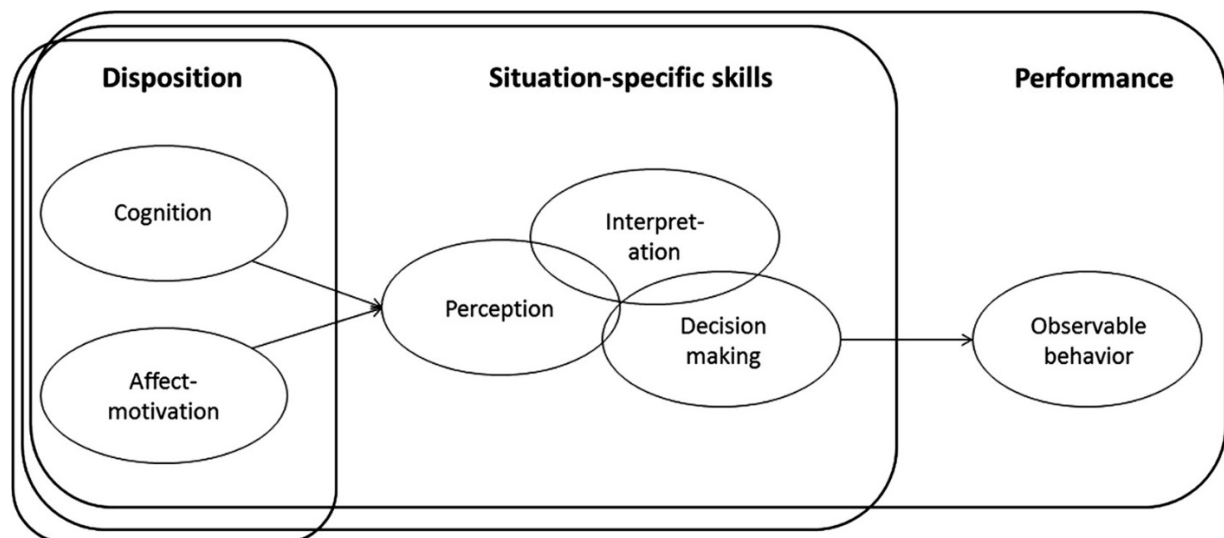 Disposition
Situation-specific skills
Performance
Cognition
Affect-
motivation
Perception
Interpret-
ation
Decision
making
Observable
behavior